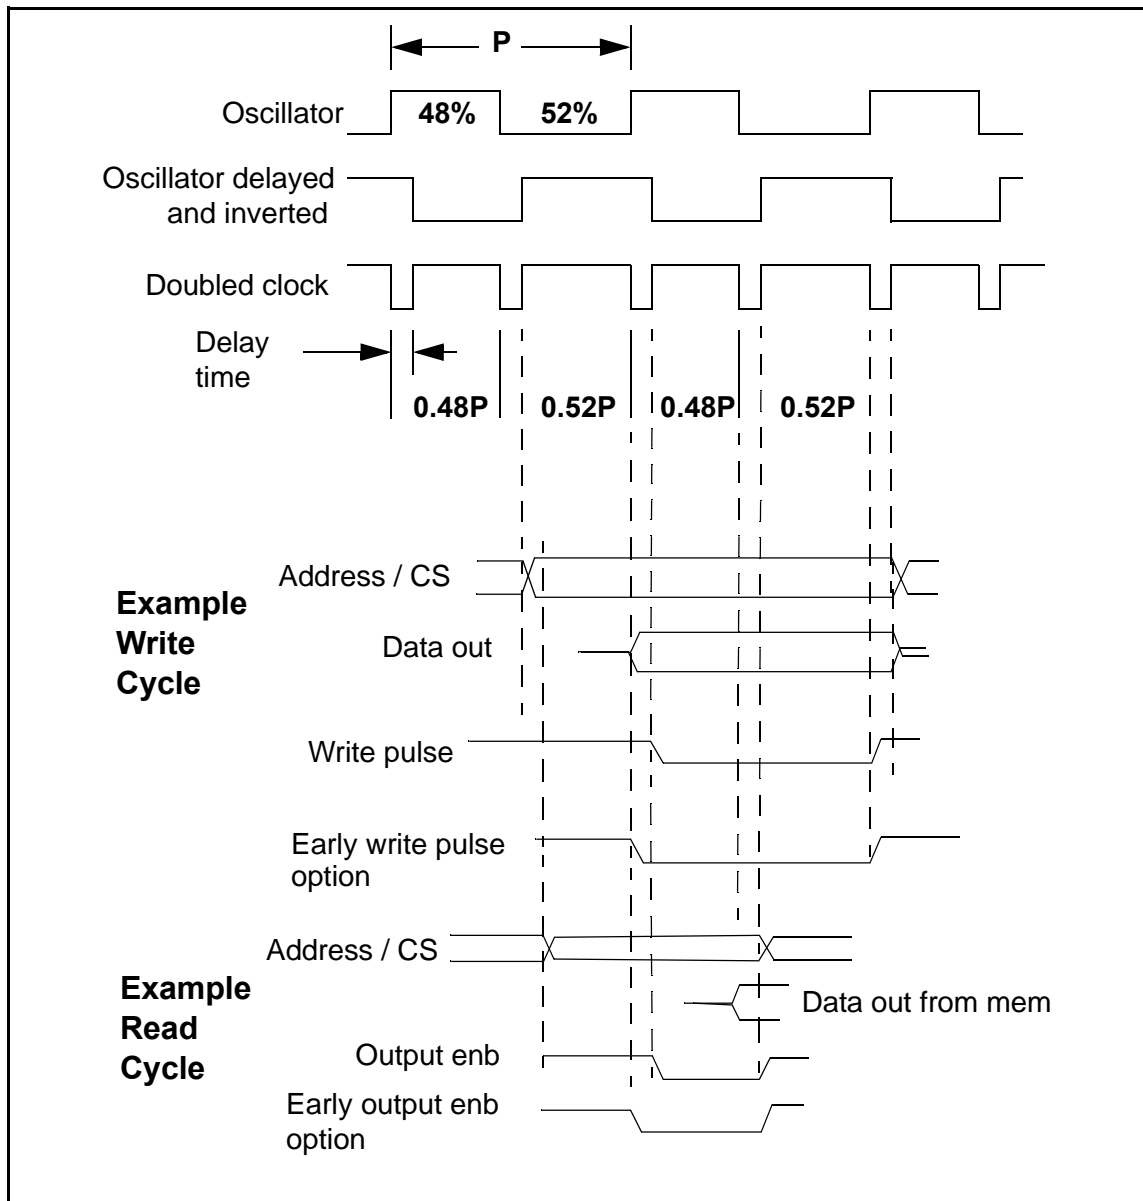 P
Oscillator
48%
52%
Oscillator delayed
and inverted
Doubled clock
Delay
time
0.48P
0.52P
0.48P
0.52P
Example
Write
Cycle
Address / CS
Data out
Write pulse
Early write pulse
option
Example
Read
Cycle
Address / CS
Data out from mem
Output enb
Early output enb
option